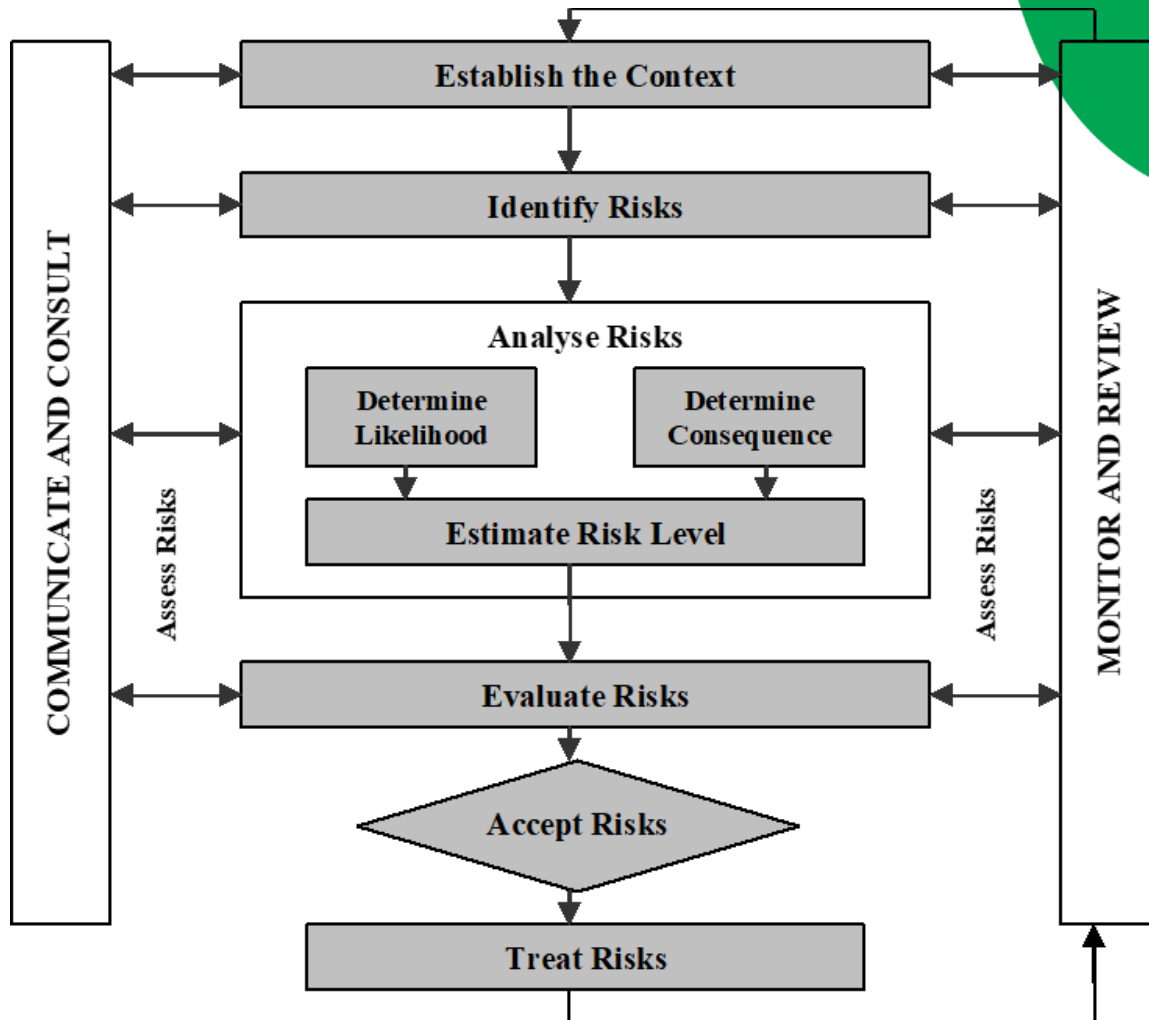 Establish the Context
Identify Risks
Analyse Risks
Determine
Likelihood
Determine
Consequence
Estimate Risk Level
Evaluate Risks
Accept Risks
Treat Risks
COMMUNICATE AND CONSULT
Assess Risks
Assess Risks
MONITOR AND REVIEW